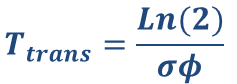 T_trans = Ln(2) / σϕ